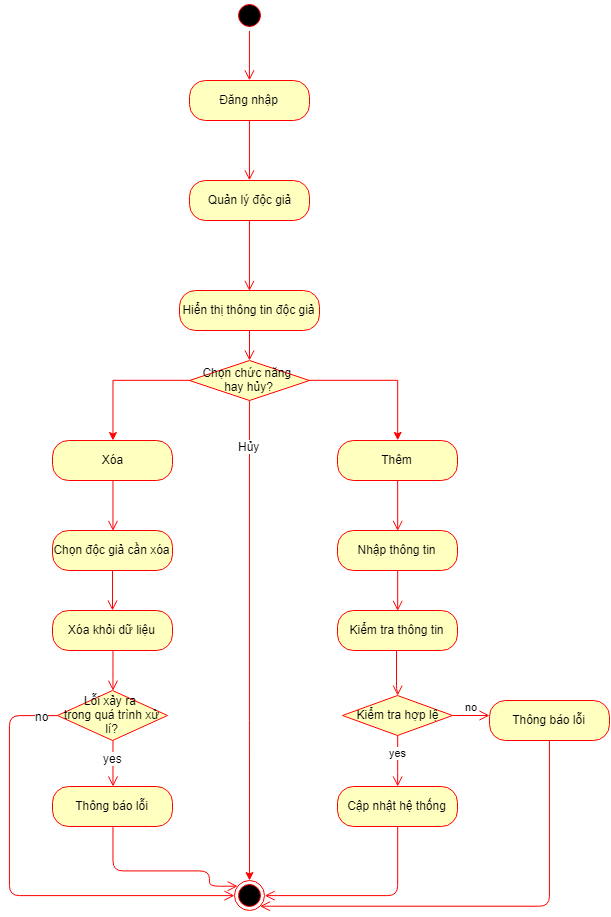 Đăng nhập
Quản lý độc giả
Hiển thị thông tin độc giả
Chọn chức năng
hay hủy?
Hủy
Xóa
Thêm
Chọn độc giả cần xóa
Nhập thông tin
Xóa khỏi dữ liệu
Kiểm tra thông tin
Lỗi xảy ra
trong quá trình xử
lí?
no
yes
Kiểm tra hợp lệ
no
Thông báo lỗi
yes
Thông báo lỗi
Cập nhật hệ thống